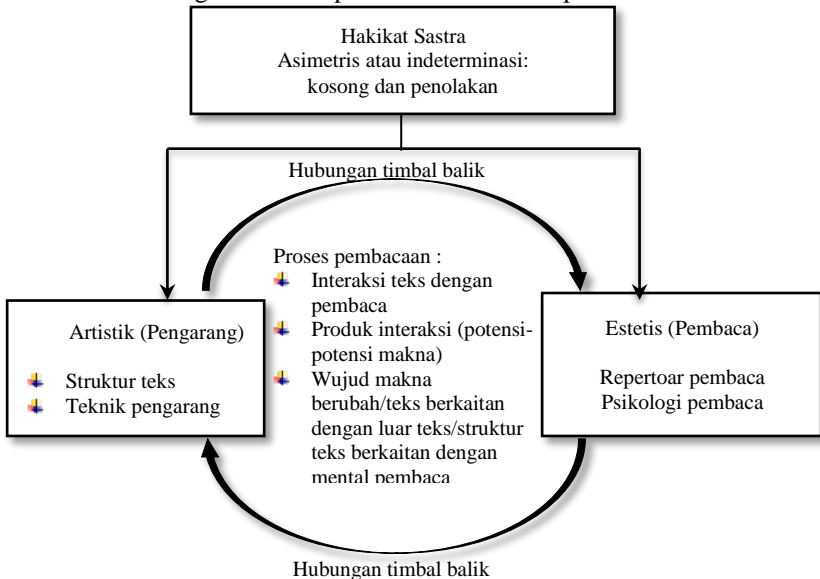 Hakikat Sastra
Asimetris atau indeterminasi:
kosong dan penolakan
Hubungan timbal balik
Proses pembacaan :
Interaksi teks dengan
pembaca
Produk interaksi (potensi-
potensi makna)
Wujud makna
berubah/teks berkaitan
dengan luar teks/struktur
teks berkaitan dengan
mental pembaca
Artistik (Pengarang)
Struktur teks
Teknik pengarang
Estetis (Pembaca)
Repertoar pembaca
Psikologi pembaca
Hubungan timbal balik